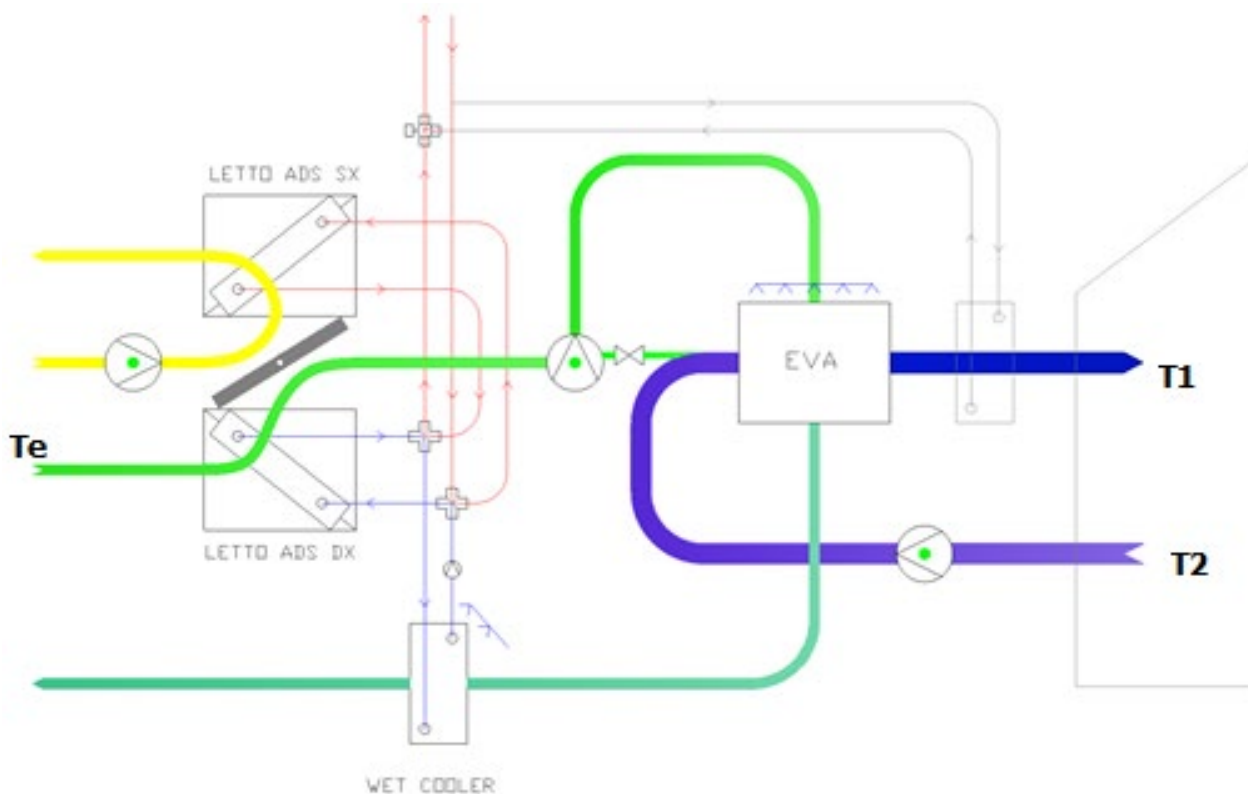 LETTO ADS SX
EVA
T1
Te
LETTO ADS DX
T2
WET COOLER